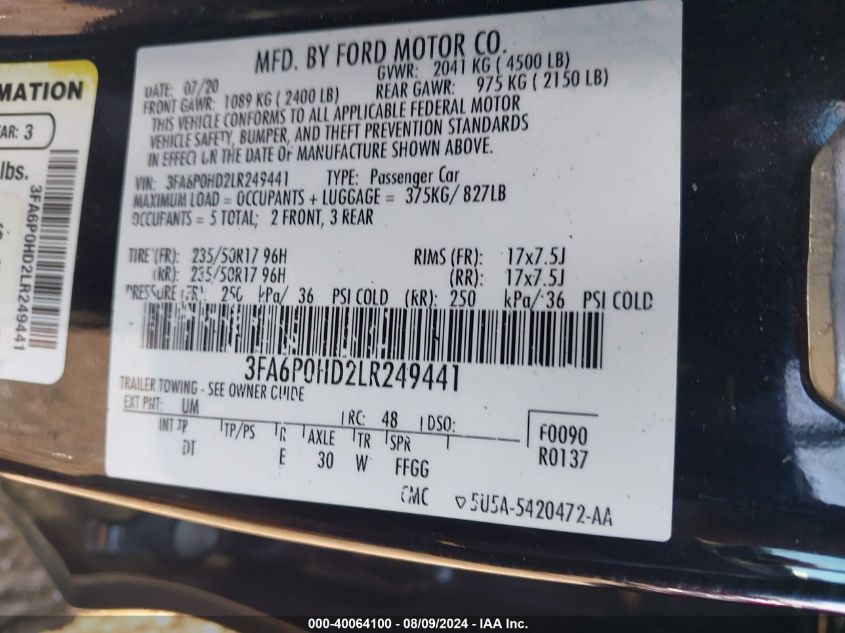 MATION
EAR: 3
lbs.
3FA6P0HD2LR249441
MFD. BY FORD MOTOR CO.
DATE: 07/20 GVWR: 2041 KG ( 4500 LB)
FRONT GAWR: 1089 KG ( 2400 LB) REAR GAWR: 975 KG ( 2150 LB)
THIS VEHICLE CONFORMS TO ALL APPLICABLE FEDERAL MOTOR
VEHICLE SAFETY, BUMPER, AND THEFT PREVENTION STANDARDS
IN EFFECT ON THE DATE OF MANUFACTURE SHOWN ABOVE.
VIN: 3FA6P0HD2LR249441 TYPE: Passenger Car
MAXIMUM LOAD = OCCUPANTS + LUGGAGE = 375KG/ 827LB
OCCUPANTS = 5 TOTAL; 2 FRONT, 3 REAR
TIRE (FR): 235/50R17 96H RIMS (FR): 17x7.5J
(RR): 235/50R17 96H (RR): 17x7.5J
PRESSURE (FR): 250 kPa/ 36 PSI COLD (RR): 250 kPa/ 36 PSI COLD
3FA6P0HD2LR249441
TRAILER TOWING - SEE OWNER GUIDE
EXT PNT: UM RC: 48 DSO:
INT TR TP/PS R AXLE TR SPR F0090
DT E 30 W FFGG R0137
CMC 5U5A-5420472-AA
000-40064100 - 08/09/2024 - IAA Inc.